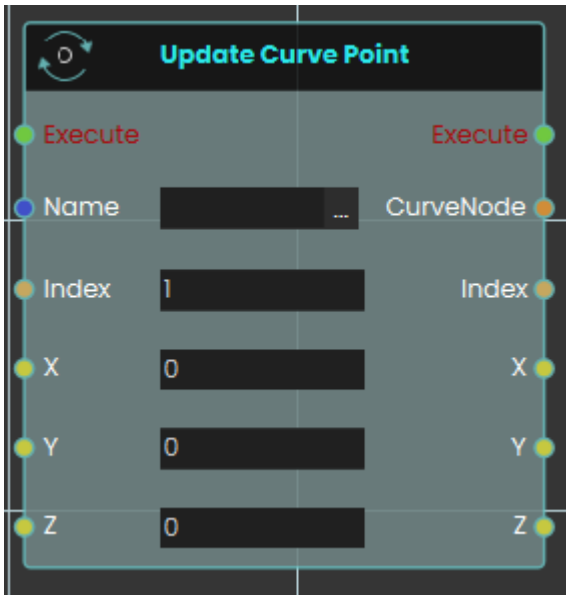 O Update Curve Point
Execute Execute
Name ... CurveNode
Index 1 Index
X 0 X
Y 0 Y
Z 0 Z